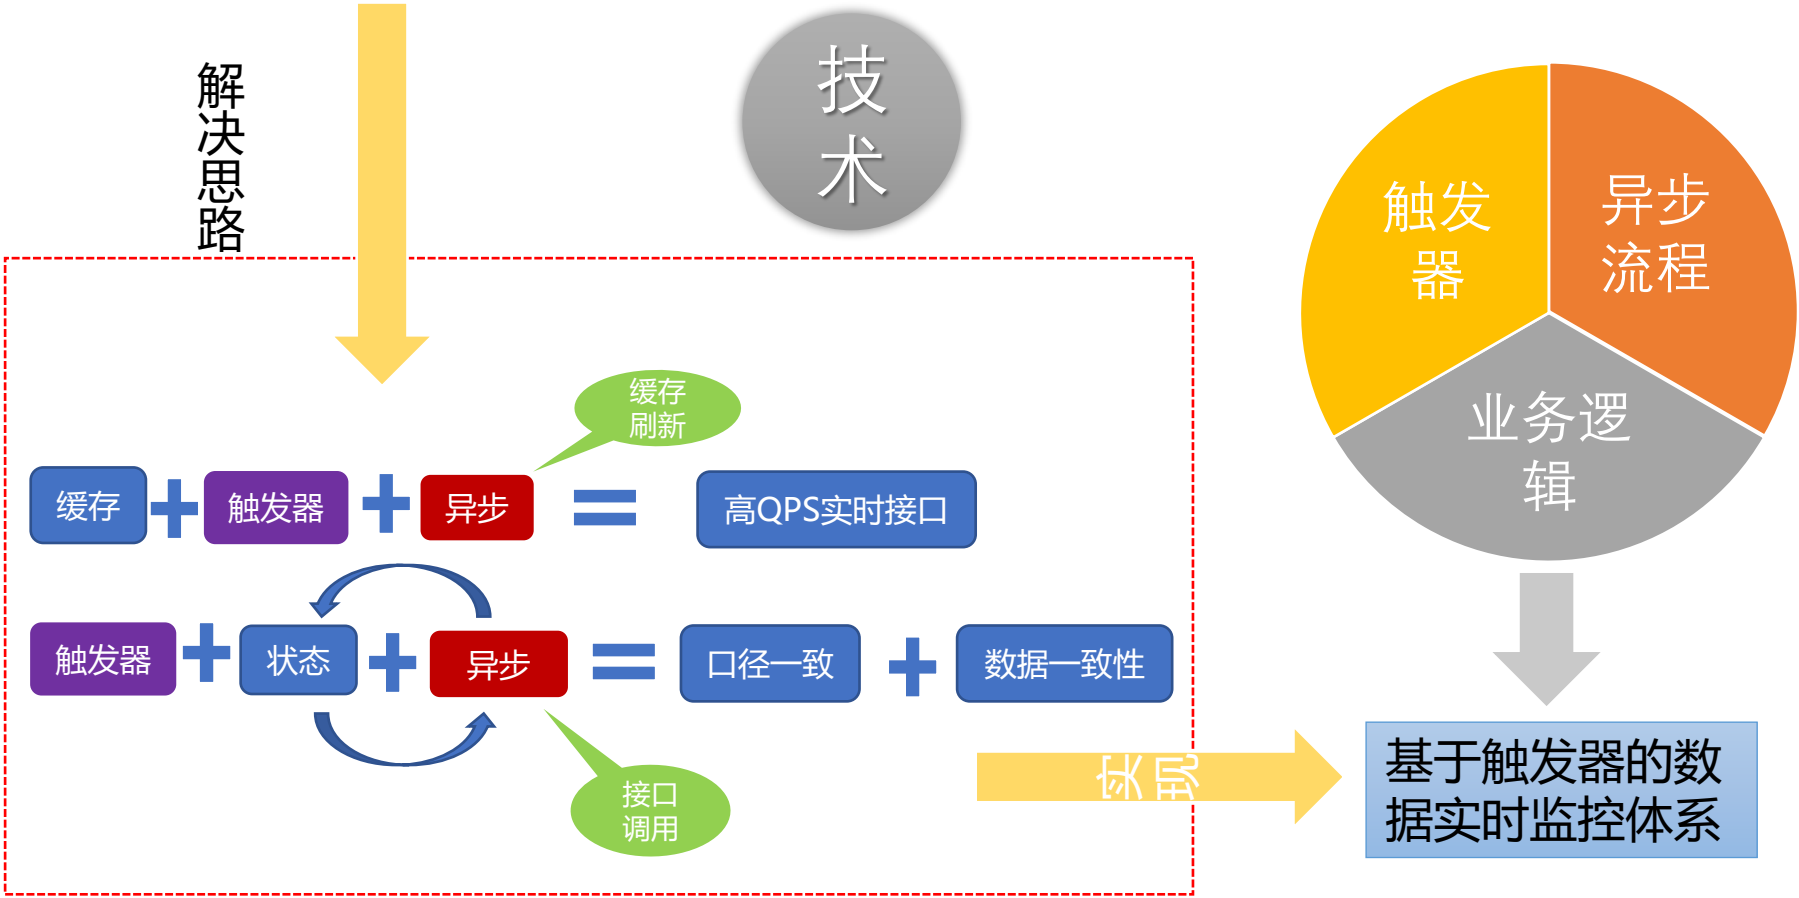 解决思路
技
术
缓存
刷新
缓存
触发器
异步
高QPS实时接口
触发器
状态
异步
口径一致
数据一致性
接口
调用
实现
触发
器
异步
流程
业务逻
辑
基于触发器的数
据实时监控体系